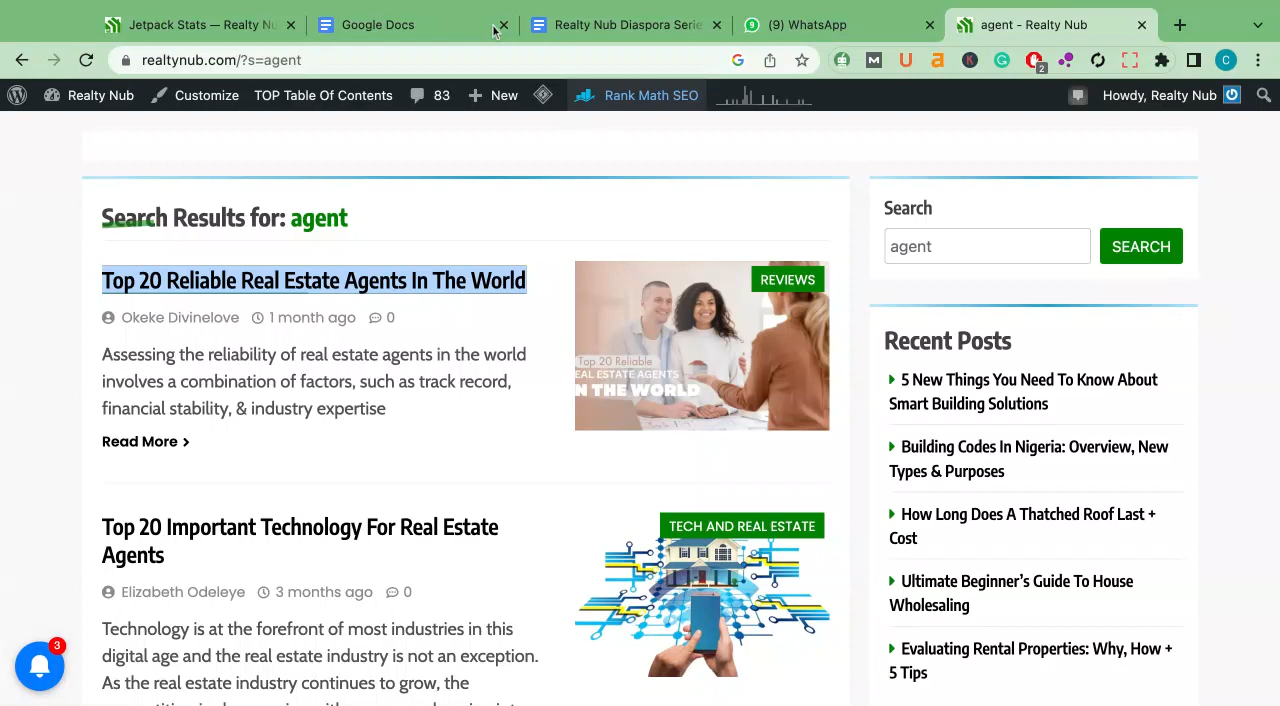 Jetpack Stats — Realty Nu
Google Docs
Realty Nub Diaspora Serie
9
(9) WhatsApp
agent - Realty Nub
realtynub.com/?s=agent
2
C
Realty Nub
Customize
TOP Table Of Contents
83
New
Rank Math SEO
Howdy, Realty Nub
Search Results for: agent
Top 20 Reliable Real Estate Agents In The World
Okeke Divinelove
1 month ago
0
Assessing the reliability of real estate agents in the world
involves a combination of factors, such as track record,
financial stability, & industry expertise
Read More
REVIEWS
Top 20 Reliable
EAL ESTATE AGENTS
IN THE WORLD
Top 20 Important Technology For Real Estate
Agents
Elizabeth Odeleye
3 months ago
0
Technology is at the forefront of most industries in this
digital age and the real estate industry is not an exception.
As the real estate industry continues to grow, the
TECH AND REAL ESTATE
Search
agent
SEARCH
Recent Posts
5 New Things You Need To Know About
Smart Building Solutions
Building Codes In Nigeria: Overview, New
Types & Purposes
How Long Does A Thatched Roof Last +
Cost
Ultimate Beginner's Guide To House
Wholesaling
Evaluating Rental Properties: Why, How +
5 Tips
3